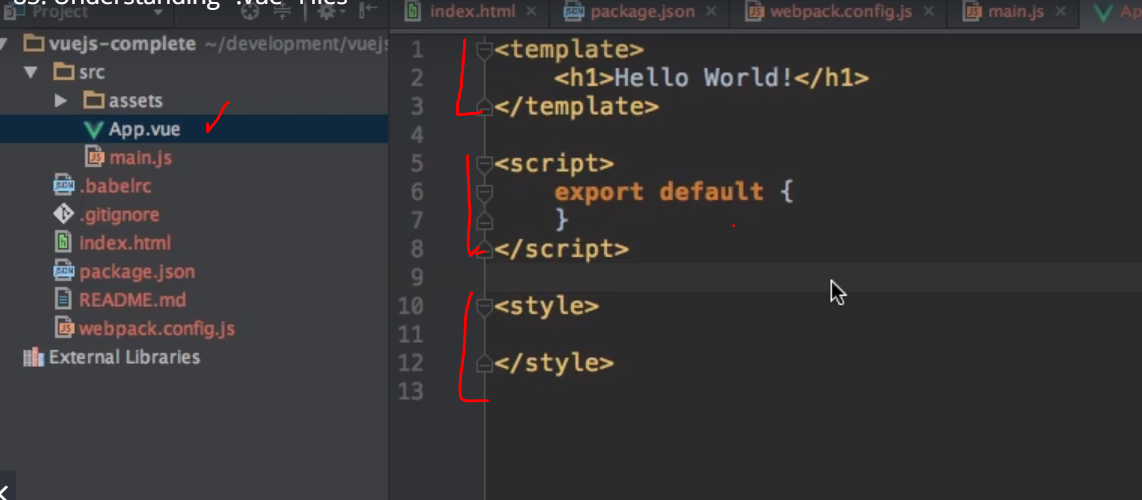 85. Understanding ".vue" Files
Project
index.html
package.json
webpack.config.js
main.js
vuejs-complete ~/development/vuejs
src
assets
App.vue
main.js
.babelrc
.gitignore
index.html
package.json
README.md
webpack.config.js
External Libraries
1 <template>
2 <h1>Hello World!</h1>
3 </template>
4
5 <script>
6 export default {
7 }
8 </script>
9
10 <style>
11
12 </style>
13